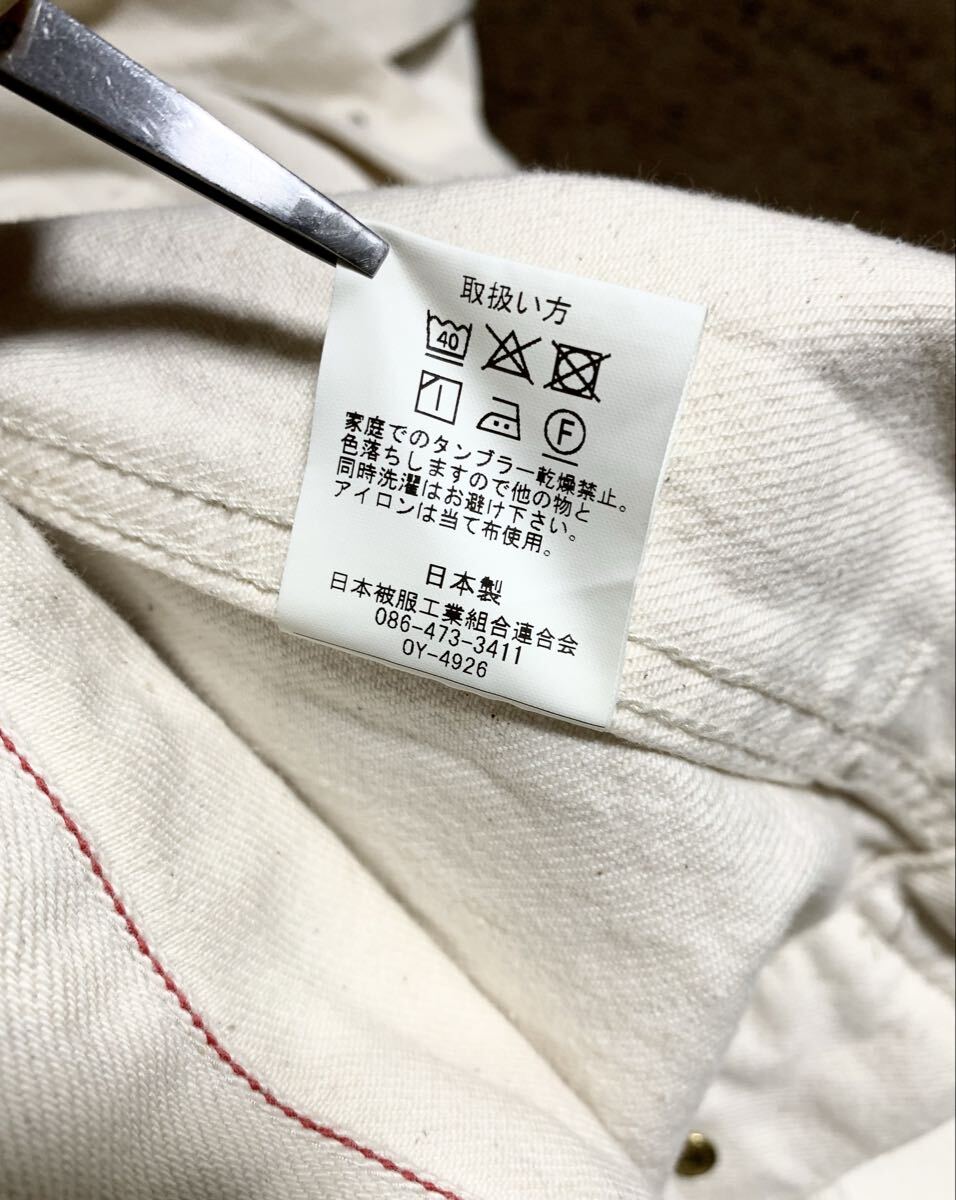 取扱い方
40
F
家庭でのタンブラー乾燥禁止。
色落ちしますので他の物と
同時洗濯はお避け下さい。
アイロンは当て布使用。
日本製
日本被服工業組合連合会
086-473-3411
OY-4926